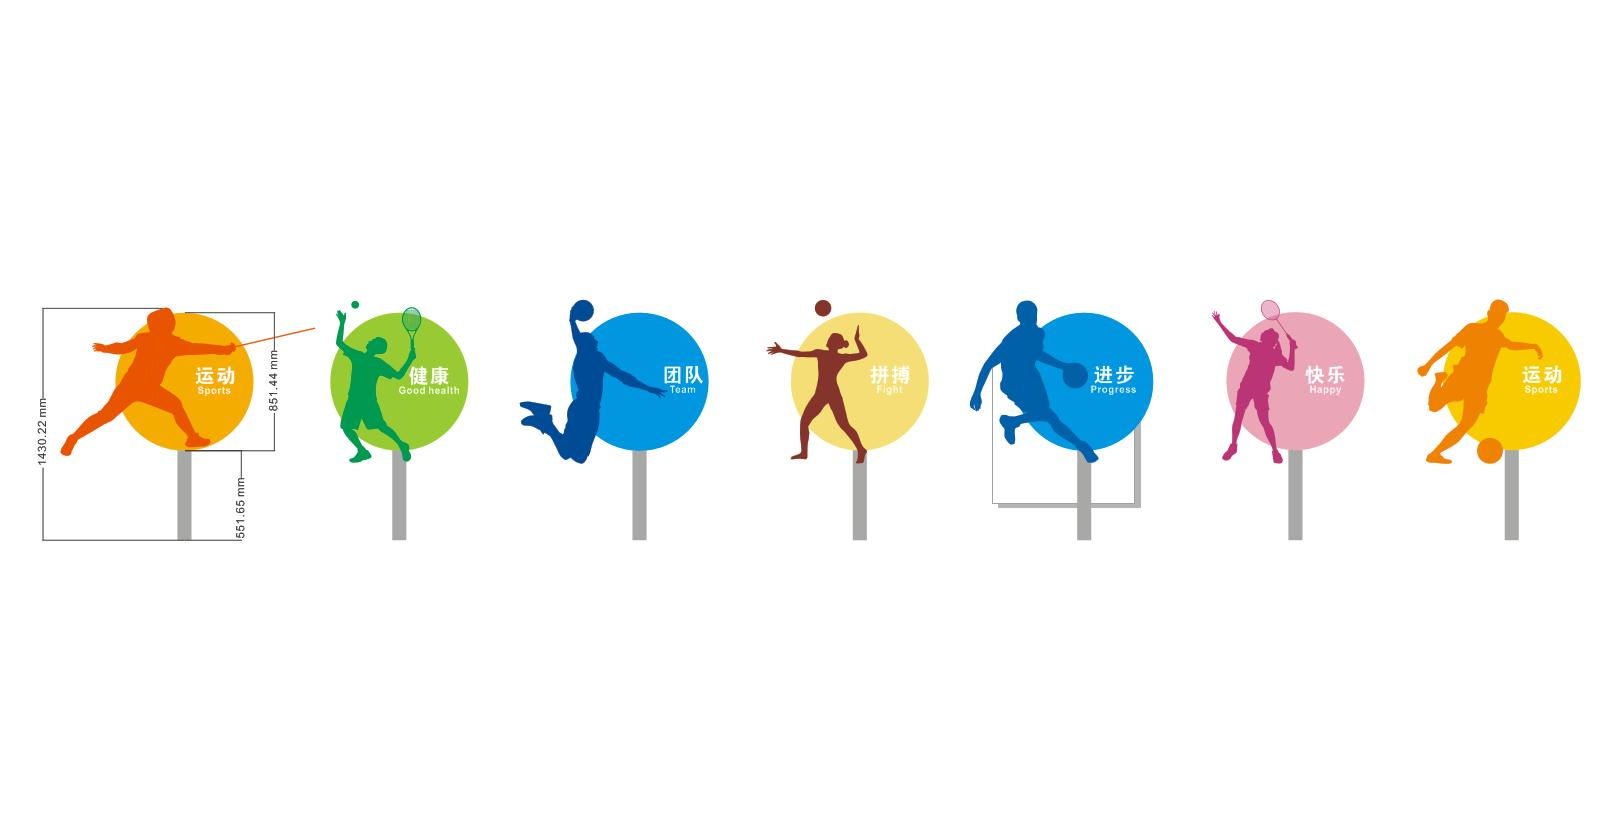 1430.22 mm
运动
Sports
851.44 mm
551.65 mm
健康
Good health
团队
Team
拼搏
Fight
进步
Progress
快乐
Happy
运动
Sports